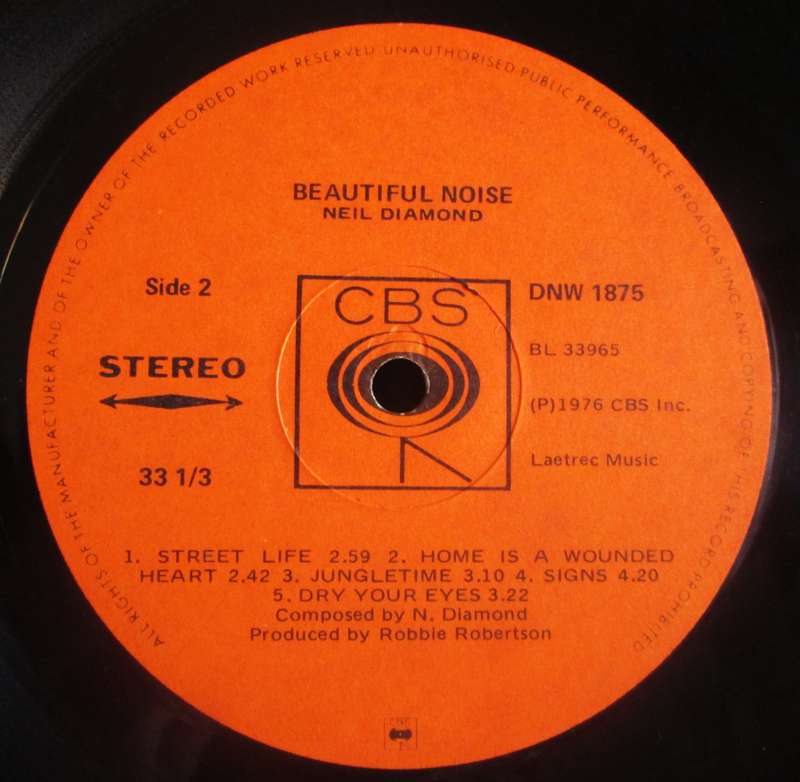 ALL RIGHTS OF THE MANUFACTURER AND OF THE OWNER OF THE RECORDED WORK RESERVED UNAUTHORISED PUBLIC PERFORMANCE BROADCASTING AND COPYING OF THIS RECORD PROHIBITED
BEAUTIFUL NOISE
NEIL DIAMOND
Side 2
CBS
DNW 1875
STEREO
BL 33965
(P)1976 CBS Inc.
33 1/3
Laetrec Music
1. STREET LIFE 2.59 2. HOME IS A WOUNDED
HEART 2.42 3. JUNGLETIME 3.10 4. SIGNS 4.20
5. DRY YOUR EYES 3.22
Composed by N. Diamond
Produced by Robbie Robertson